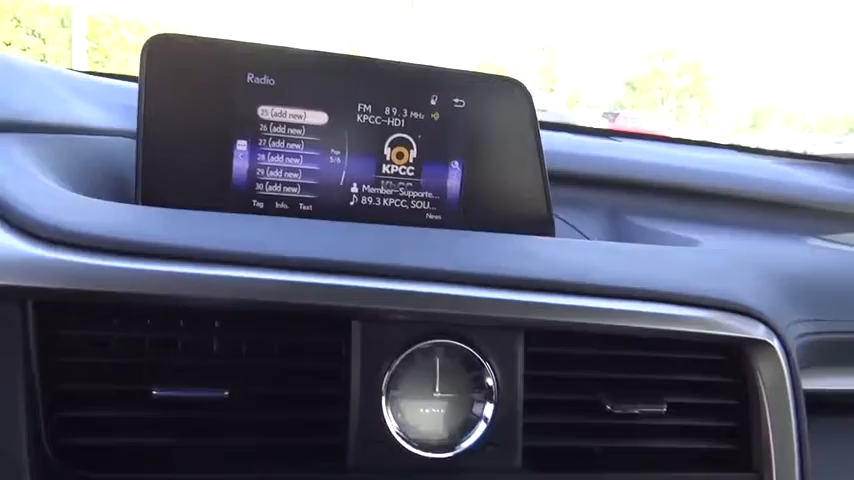 Radio
FM 89.3 MHz
KPCC-HD1
25 (add new)
26 (add new)
27 (add new)
28 (add new)
29 (add new)
30 (add new)
5/6
KPCC
Member-Supporte...
89.3 KPCC, SOU...
Tag Info. Text
News